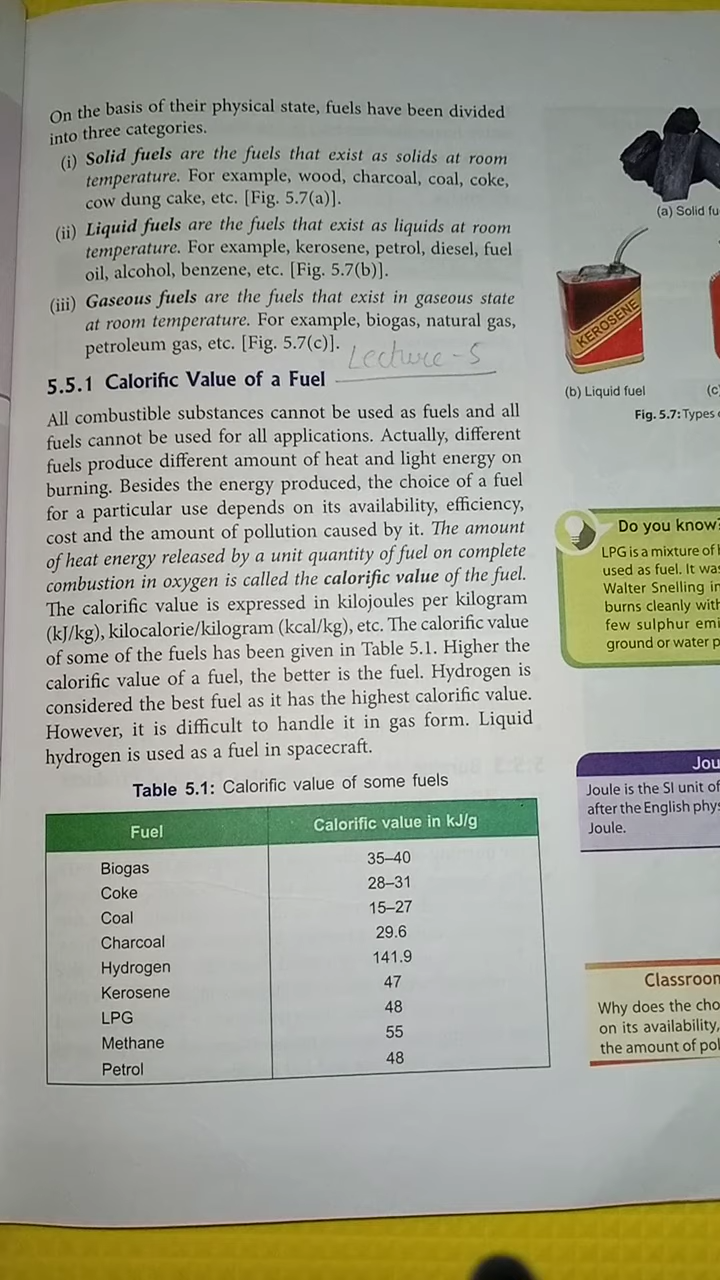 On the basis of their physical state, fuels have been divided
into three categories.
(i) Solid fuels are the fuels that exist as solids at room
temperature. For example, wood, charcoal, coal, coke,
cow dung cake, etc. [Fig. 5.7(a)].
(ii) Liquid fuels are the fuels that exist as liquids at room
temperature. For example, kerosene, petrol, diesel, fuel
oil, alcohol, benzene, etc. [Fig. 5.7(b)].
(iii) Gaseous fuels are the fuels that exist in gaseous state
at room temperature. For example, biogas, natural gas,
petroleum gas, etc. [Fig. 5.7(c)].
Lecture-5
5.5.1 Calorific Value of a Fuel
All combustible substances cannot be used as fuels and all
fuels cannot be used for all applications. Actually, different
fuels produce different amount of heat and light energy on
burning. Besides the energy produced, the choice of a fuel
for a particular use depends on its availability, efficiency,
cost and the amount of pollution caused by it. The amount
of heat energy released by a unit quantity of fuel on complete
combustion in oxygen is called the calorific value of the fuel.
The calorific value is expressed in kilojoules per kilogram
(kJ/kg), kilocalorie/kilogram (kcal/kg), etc. The calorific value
of some of the fuels has been given in Table 5.1. Higher the
calorific value of a fuel, the better is the fuel. Hydrogen is
considered the best fuel as it has the highest calorific value.
However, it is difficult to handle it in gas form. Liquid
hydrogen is used as a fuel in spacecraft.
Table 5.1: Calorific value of some fuels
Fuel Calorific value in kJ/g
Biogas 35–40
Coke 28–31
Coal 15–27
Charcoal 29.6
Hydrogen 141.9
Kerosene 47
LPG 48
Methane 55
Petrol 48
(a) Solid fu
KEROSENE
(b) Liquid fuel (c)
Fig. 5.7: Types
Do you know?
LPG is a mixture of
used as fuel. It was
Walter Snelling in
burns cleanly with
few sulphur emi
ground or water p
Jou
Joule is the SI unit of
after the English phys
Joule.
Classroom
Why does the cho
on its availability,
the amount of pol